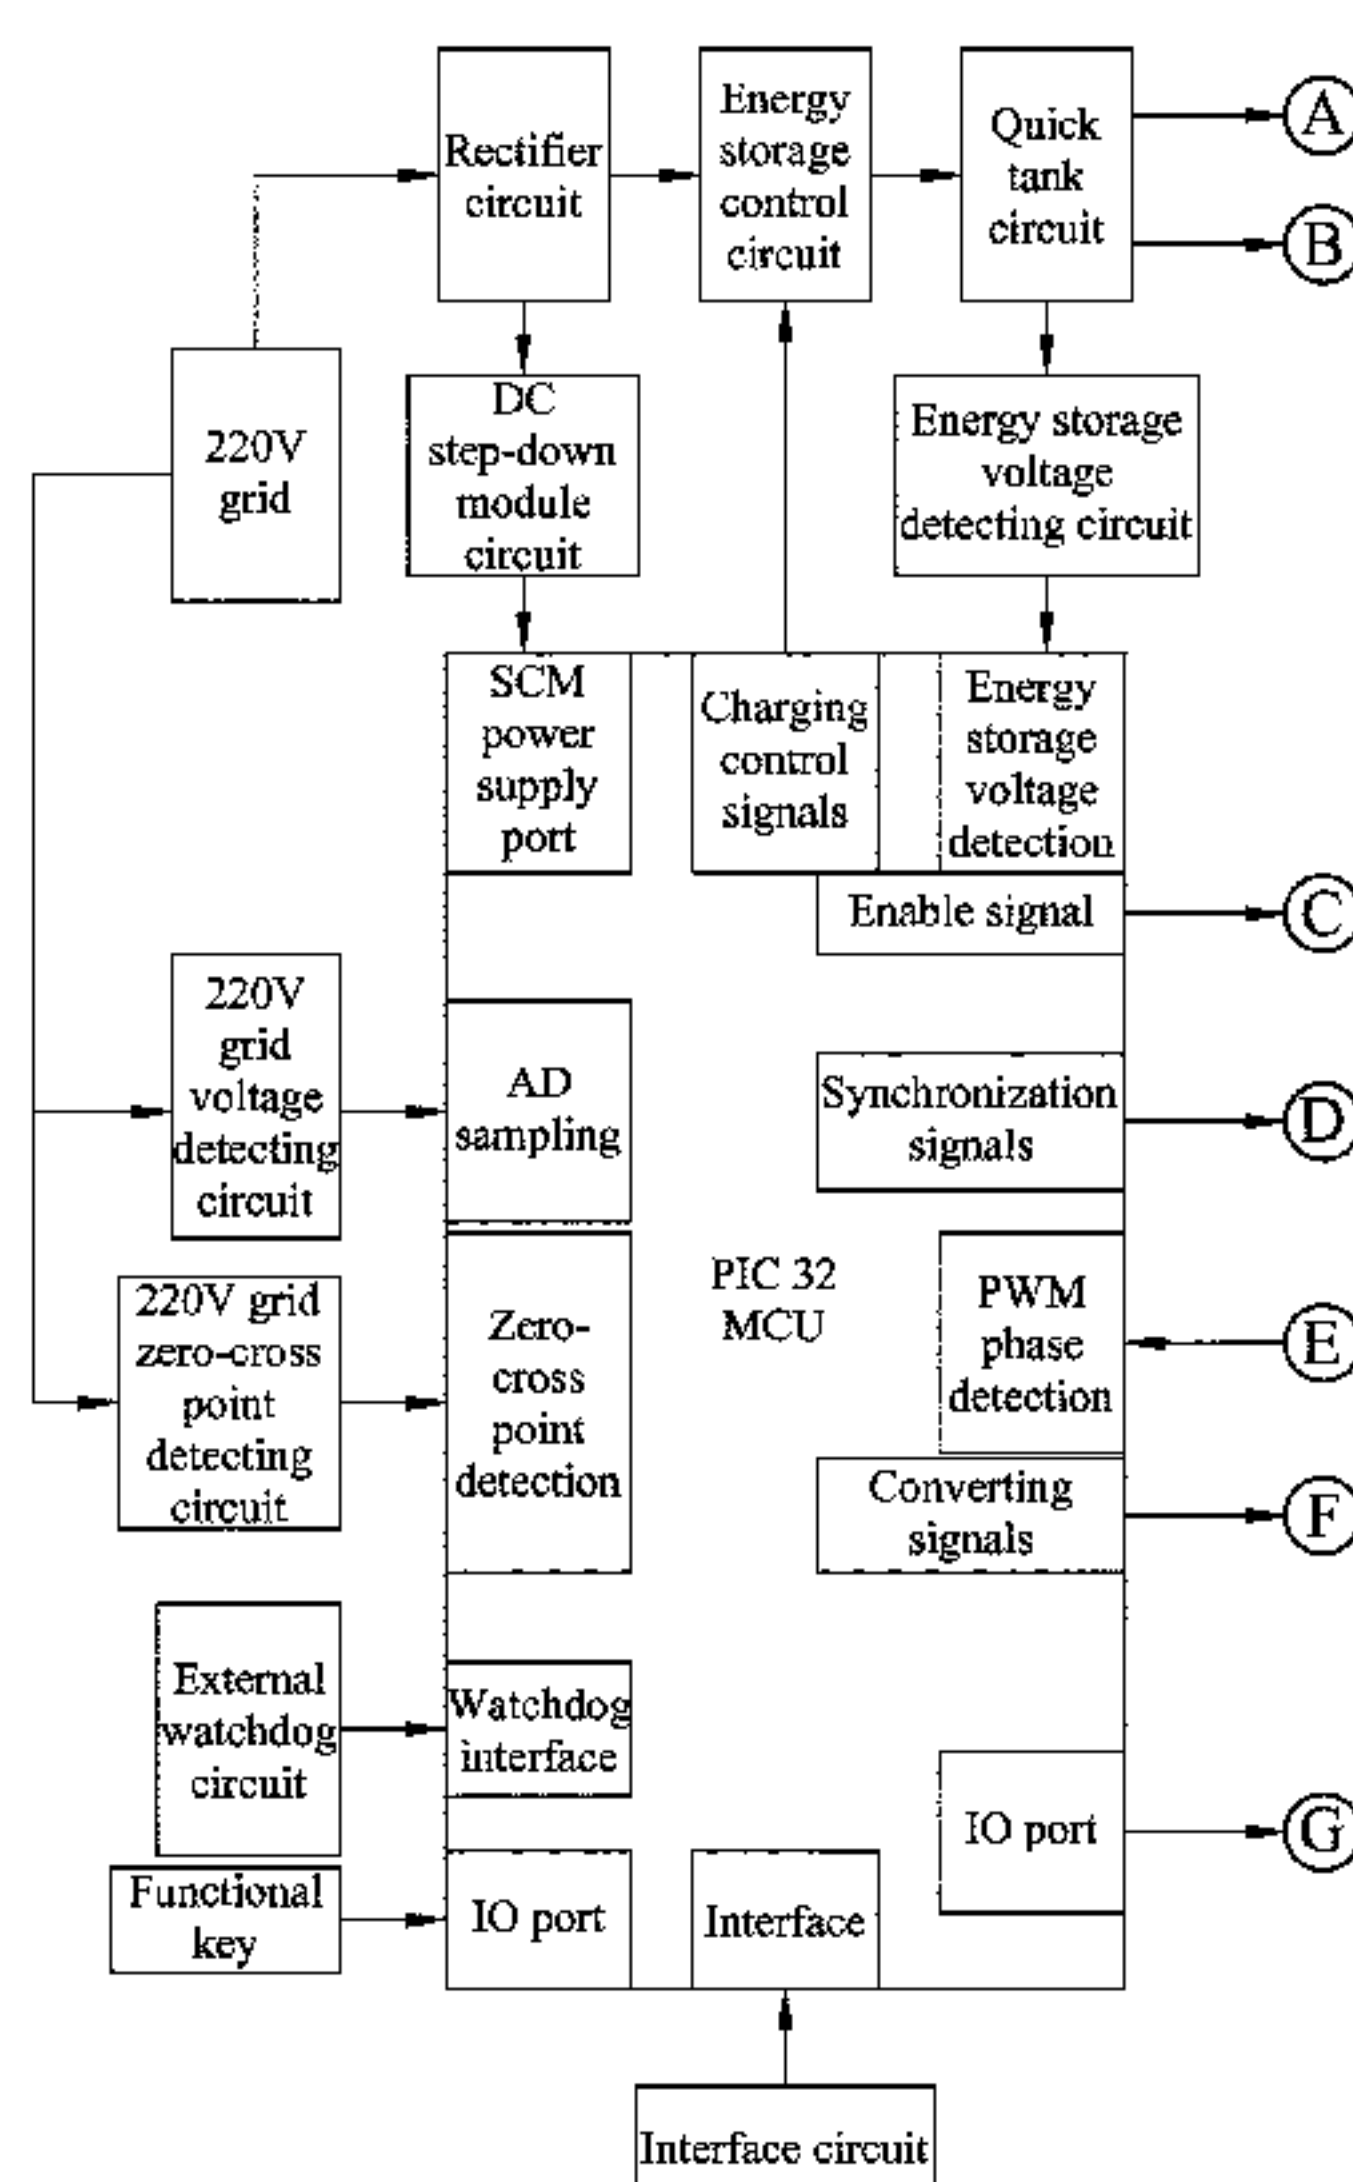 Rectifier
circuit
Energy
storage
control
circuit
Quick
tank
circuit
A
B
220V
grid
DC
step-down
module
circuit
Energy storage
voltage
detecting circuit
SCM
power
supply
port
Charging
control
signals
Energy
storage
voltage
detection
Enable signal
C
220V
grid
voltage
detecting
circuit
AD
sampling
Synchronization
signals
D
220V grid
zero-cross
point
detecting
circuit
Zero-
cross
point
detection
PIC 32
MCU
PWM
phase
detection
E
Converting
signals
F
External
watchdog
circuit
Watchdog
interface
IO port
G
Functional
key
IO port
Interface
Interface circuit